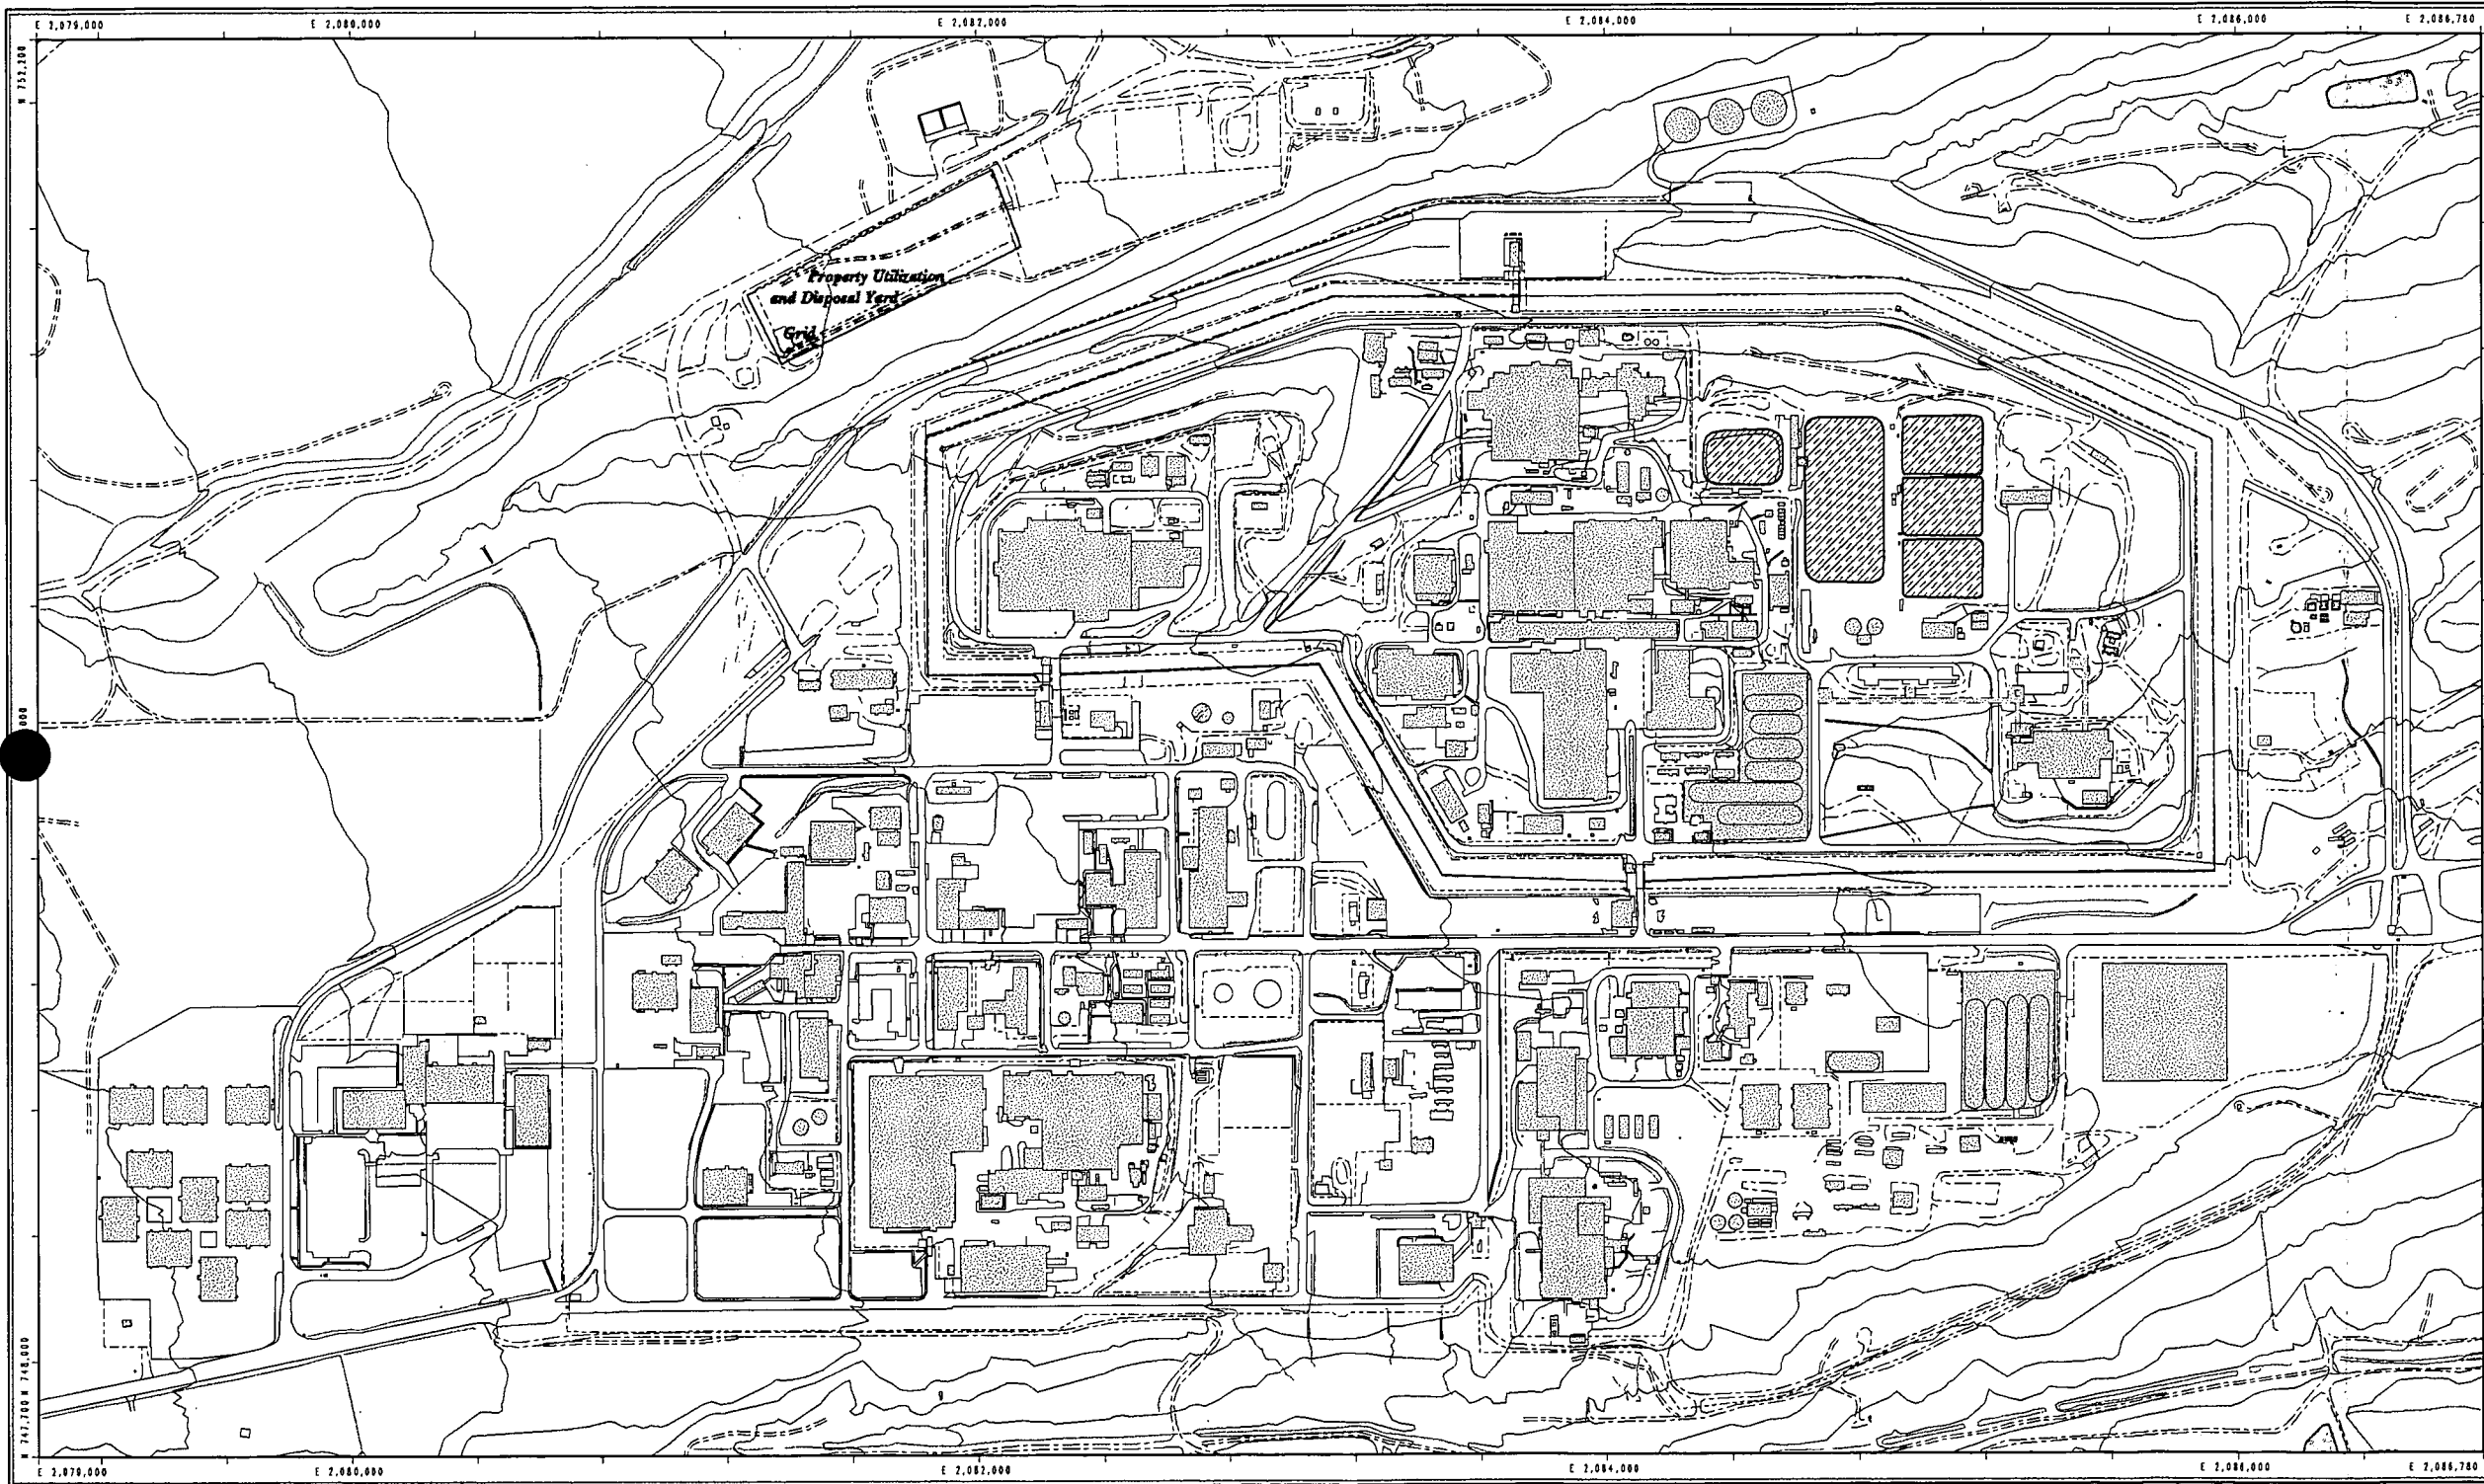 E 2,079,000
E 2,080,000
E 2,082,000
E 2,084,000
E 2,086,000
E 2,086,780
N 752,200
Property Utilization
and Disposal Yard
Grid
000
N 748,000
N 747,700
E 2,079,000
E 2,080,000
E 2,082,000
E 2,084,000
E 2,086,000
E 2,086,780